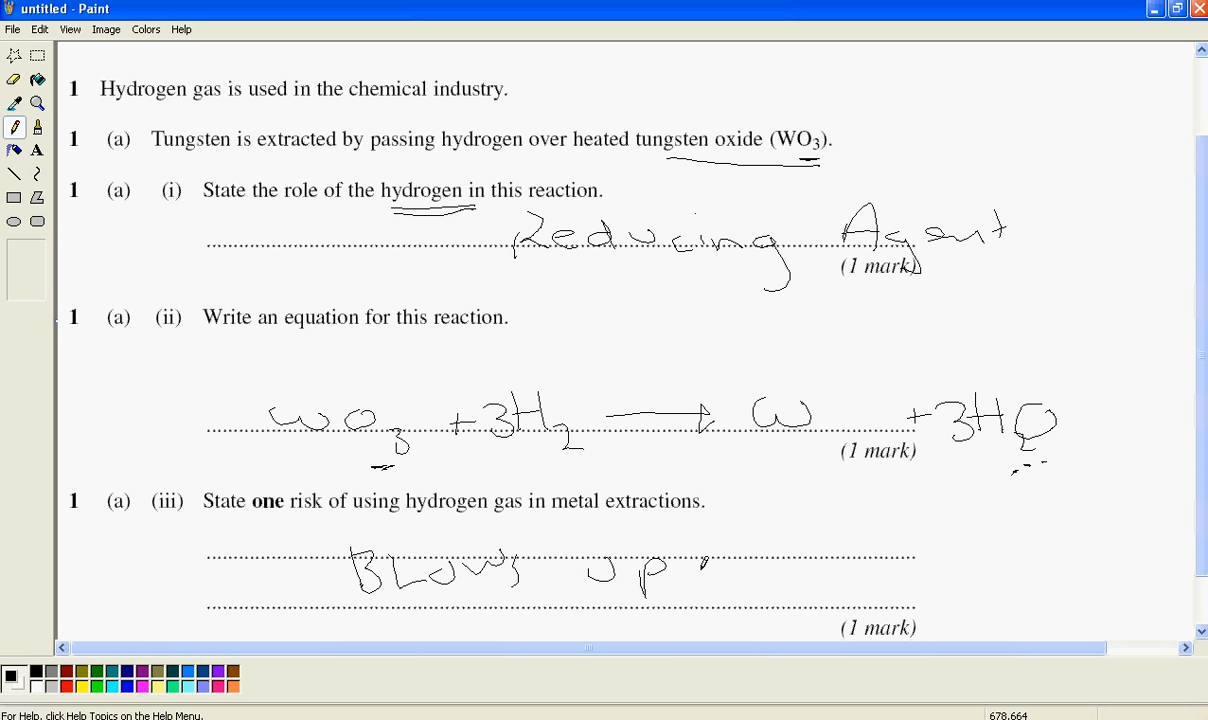 untitled - Paint
File Edit View Image Colors Help
1 Hydrogen gas is used in the chemical industry.
1 (a) Tungsten is extracted by passing hydrogen over heated tungsten oxide (WO₃).
1 (a) (i) State the role of the hydrogen in this reaction.
Reducing Agent
(1 mark)
1 (a) (ii) Write an equation for this reaction.
WO₃ + 3H₂ → W + 3H₂O
(1 mark)
1 (a) (iii) State one risk of using hydrogen gas in metal extractions.
Blows up
(1 mark)
For Help, click Help Topics on the Help Menu.
678,664